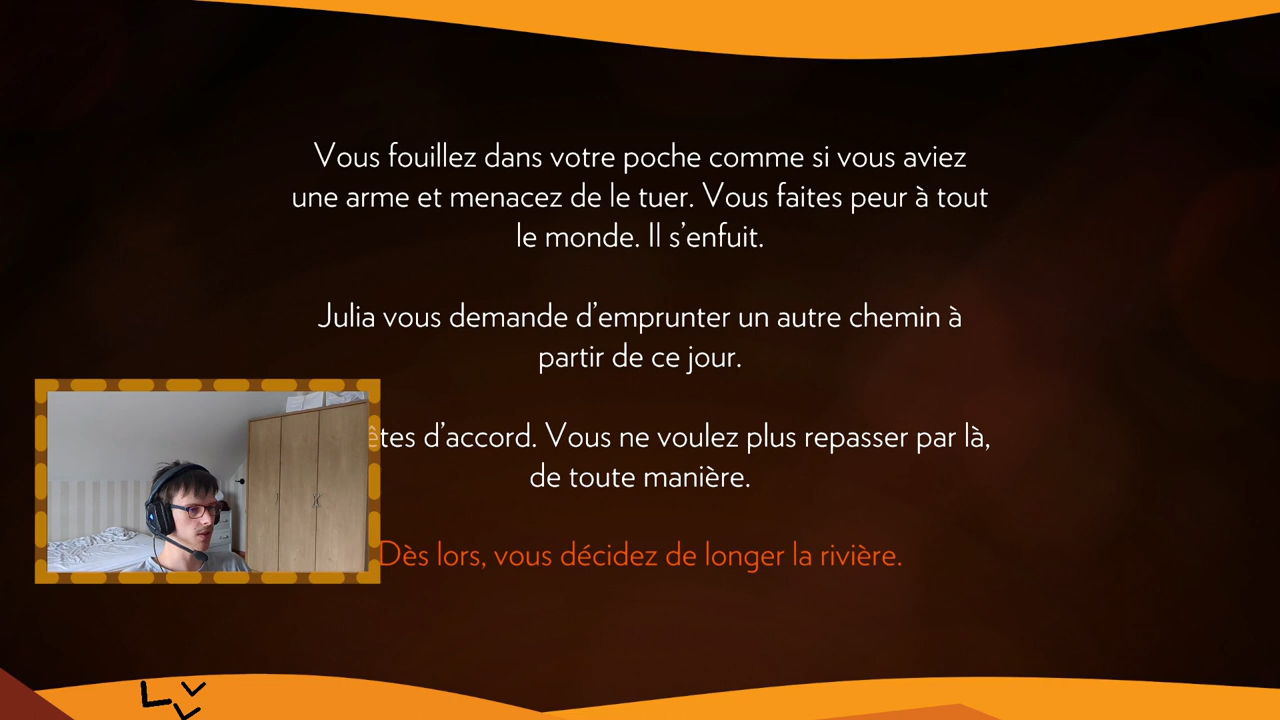 Vous fouillez dans votre poche comme si vous aviez
une arme et menacez de le tuer. Vous faites peur à tout
le monde. Il s'enfuit.
Julia vous demande d'emprunter un autre chemin à
partir de ce jour.
êtes d'accord. Vous ne voulez plus repasser par là,
de toute manière.
Dès lors, vous décidez de longer la rivière.